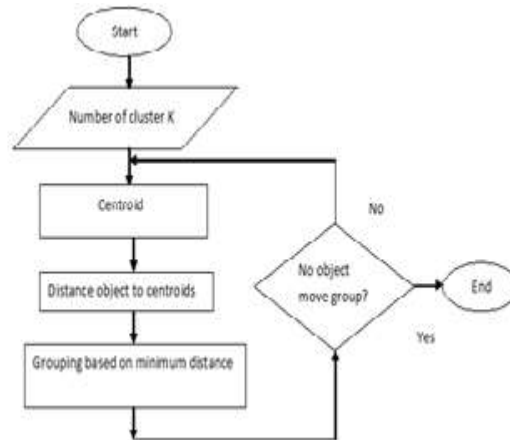 Start
Number of cluster K
Centroid
Distance object to centroids
Grouping based on minimum distance
No object
move group?
No
Yes
End